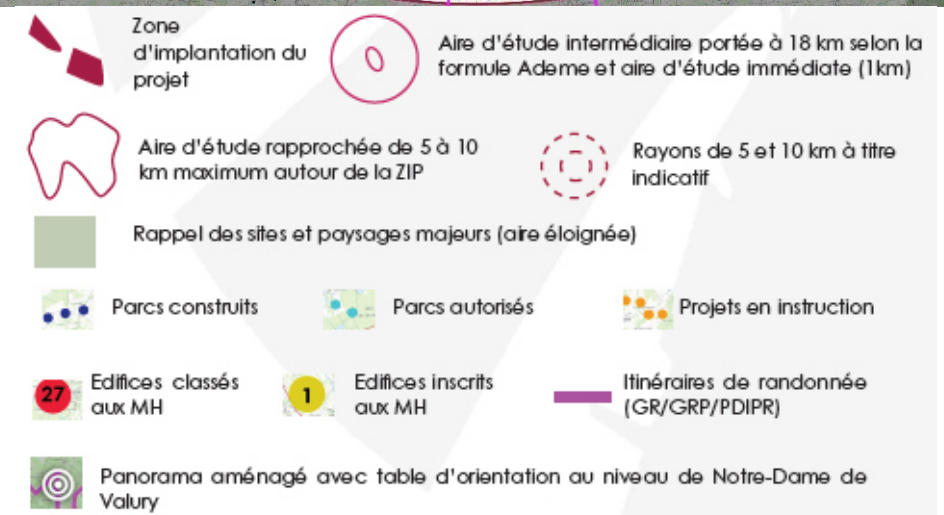 Zone
d'implantation du
projet
Aire d'étude intermédiaire portée à 18 km selon la
formule Ademe et aire d'étude immédiate (1km)
Aire d'étude rapprochée de 5 à 10
km maximum autour de la ZIP
Rayons de 5 et 10 km à titre
indicatif
Rappel des sites et paysages majeurs (aire éloignée)
Parcs construits
Parcs autorisés
Projets en instruction
27
Edifices classés
aux MH
1
Edifices inscrits
aux MH
Itinéraires de randonnée
(GR/GRP/PDIPR)
Panorama aménagé avec table d'orientation au niveau de Notre-Dame de
Valury